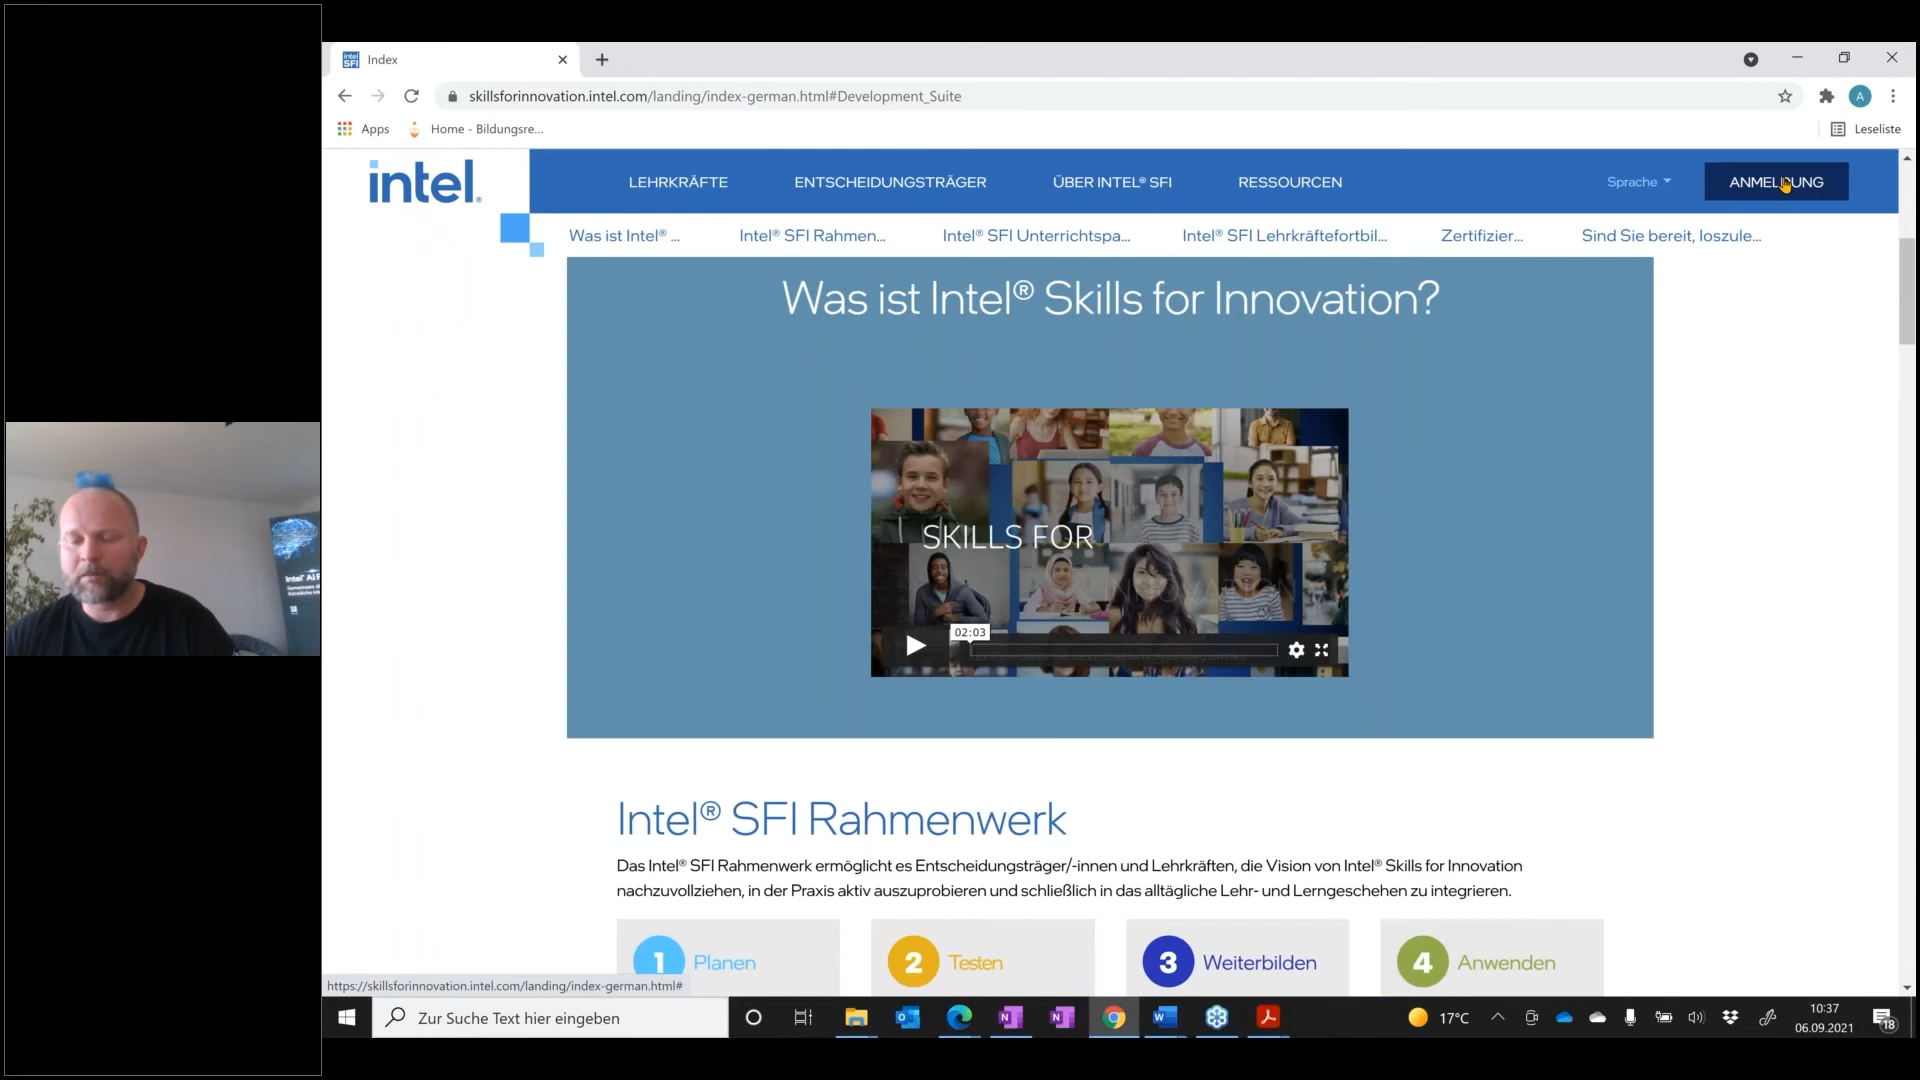 Index
skillsforinnovation.intel.com/landing/index-german.html#Development_Suite
A
Apps
Home - Bildungsre...
Leseliste
intel.
LEHRKRÄFTE
ENTSCHEIDUNGSTRÄGER
ÜBER INTEL® SFI
RESSOURCEN
Sprache
ANMELDUNG
Was ist Intel® ...
Intel® SFI Rahmen...
Intel® SFI Unterrichtspa...
Intel® SFI Lehrkräftefortbil...
Zertifizier...
Sind Sie bereit, loszule...
Was ist Intel® Skills for Innovation?
SKILLS FOR
02:03
Intel® SFI Rahmenwerk
Das Intel® SFI Rahmenwerk ermöglicht es Entscheidungsträger/-innen und Lehrkräften, die Vision von Intel® Skills for Innovation
nachzuvollziehen, in der Praxis aktiv auszuprobieren und schließlich in das alltägliche Lehr- und Lerngeschehen zu integrieren.
1 Planen
2 Testen
3 Weiterbilden
4 Anwenden
https://skillsforinnovation.intel.com/landing/index-german.html#
Zur Suche Text hier eingeben
17°C
10:37
06.09.2021
18